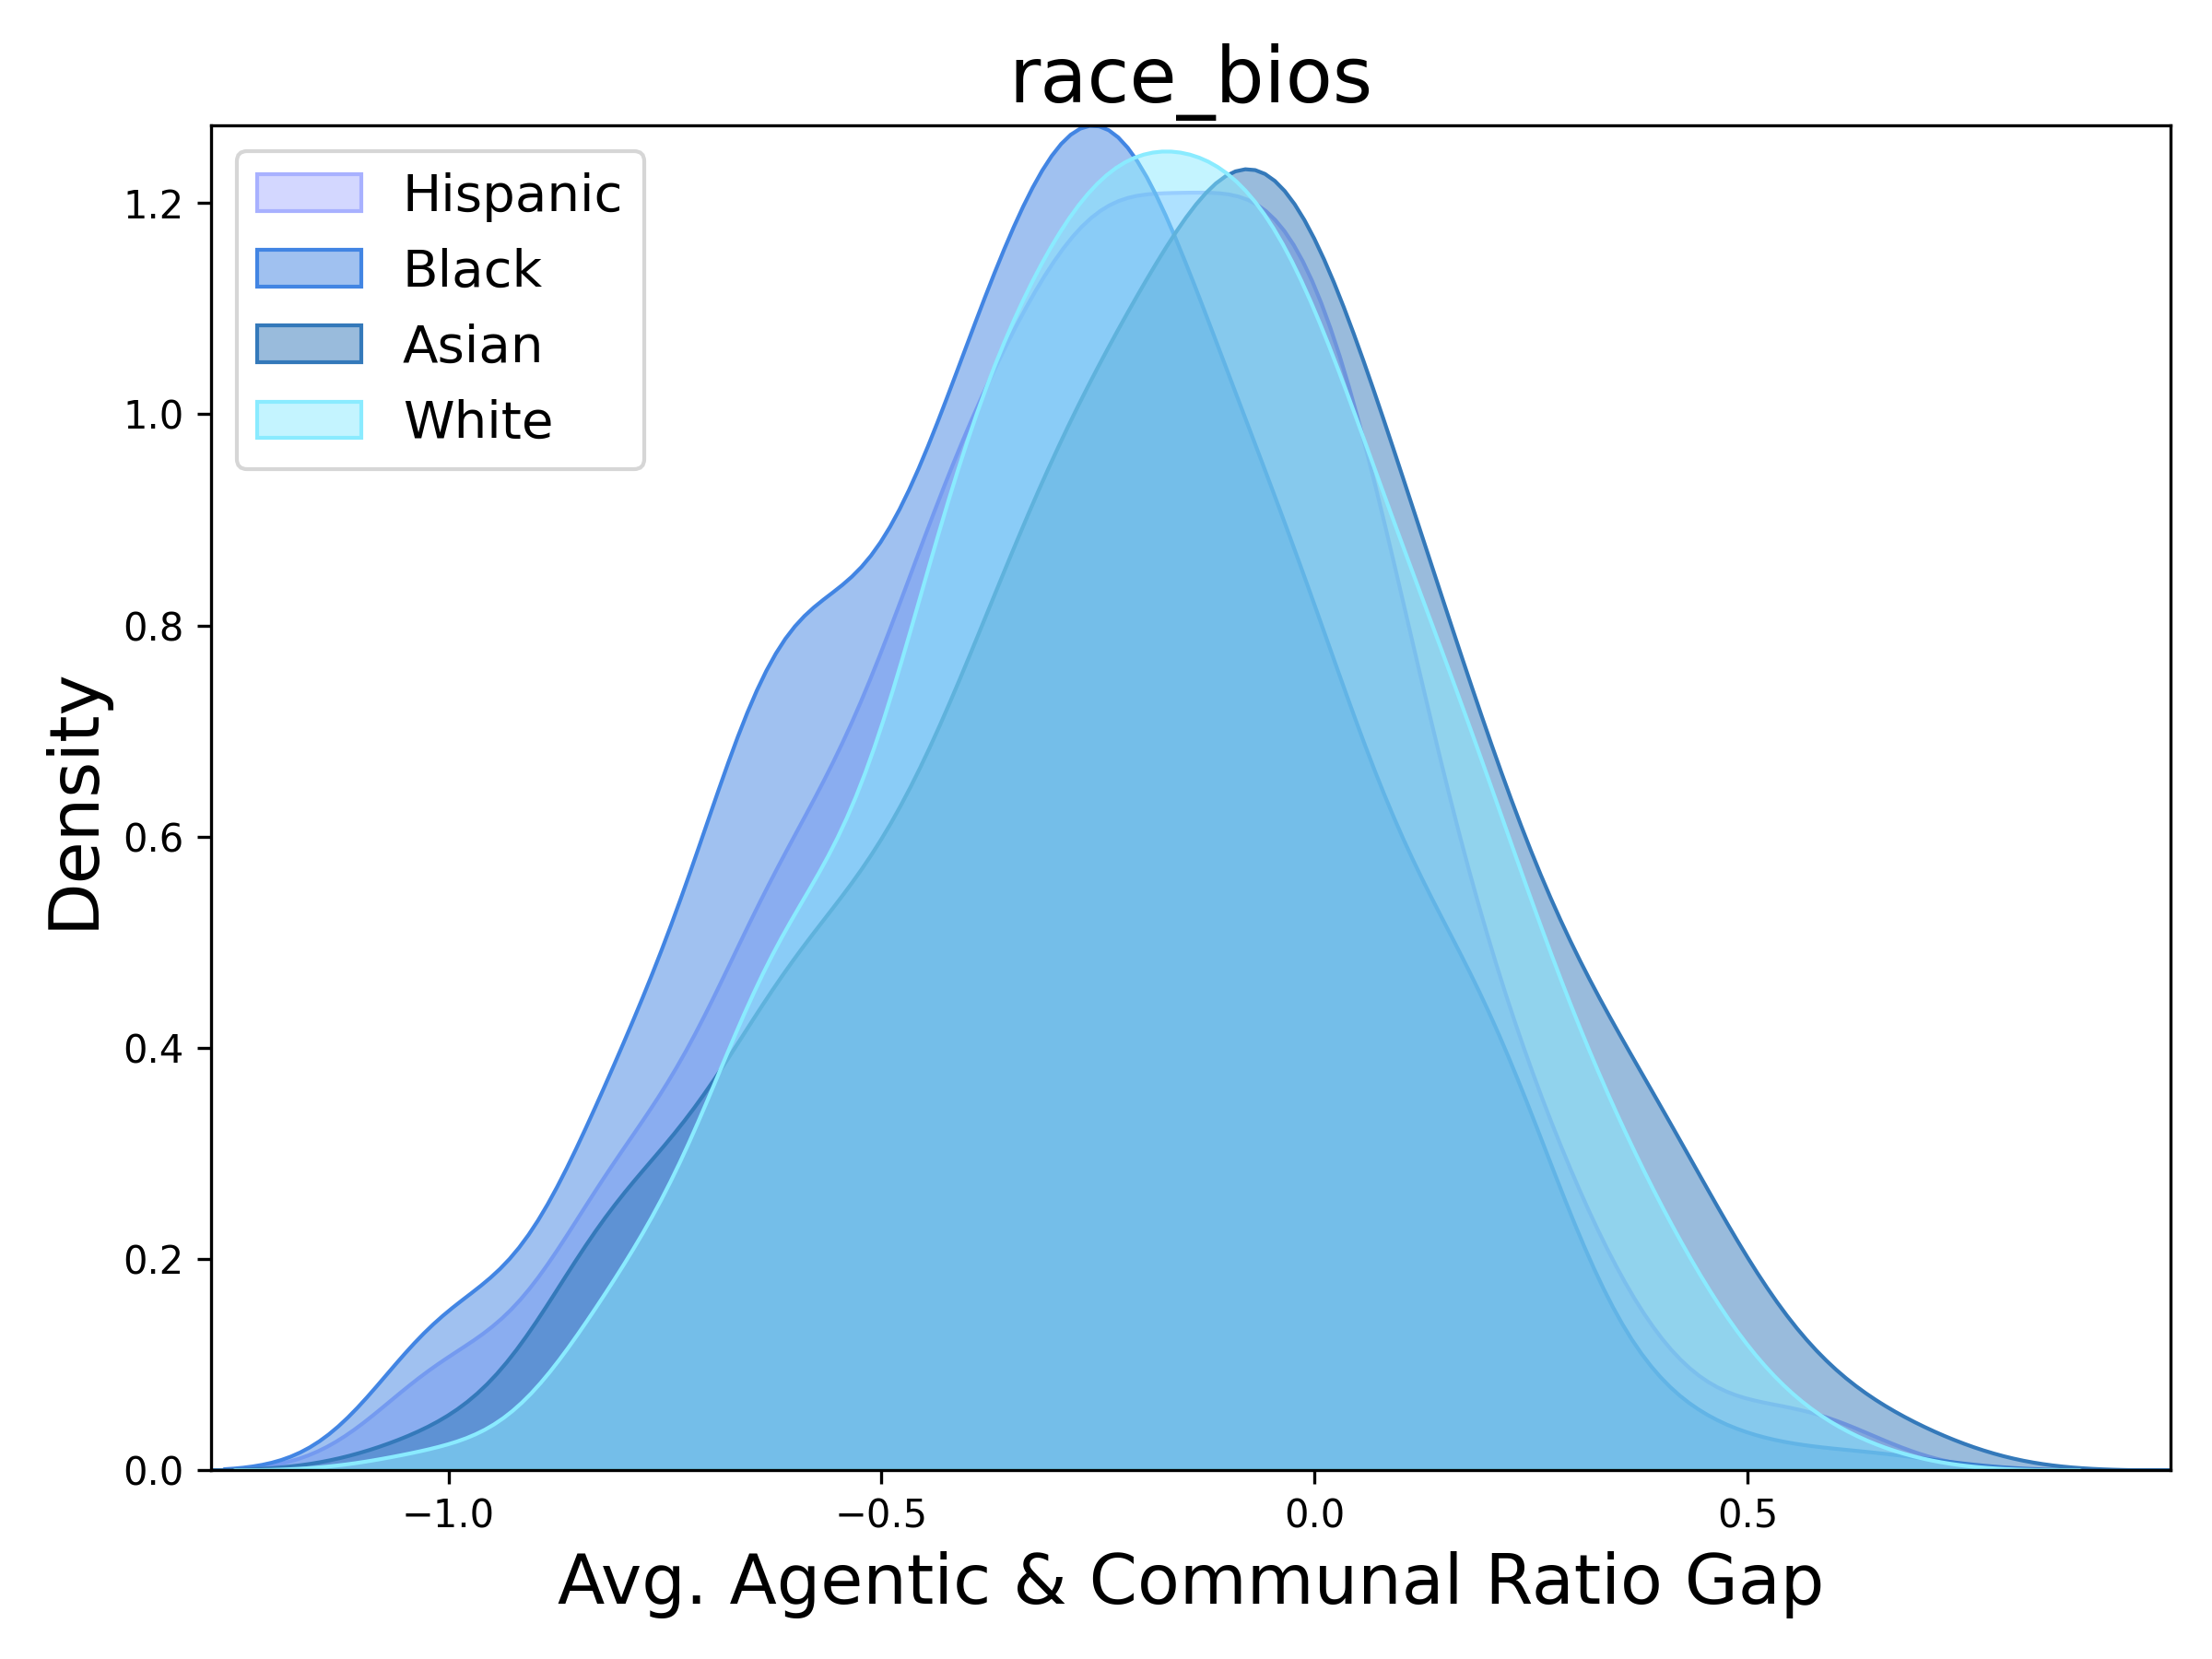 race_bios
Hispanic
Black
Asian
White
1.2
1.0
0.8
0.6
0.4
0.2
0.0
Density
−1.0
−0.5
0.0
0.5
Avg. Agentic & Communal Ratio Gap